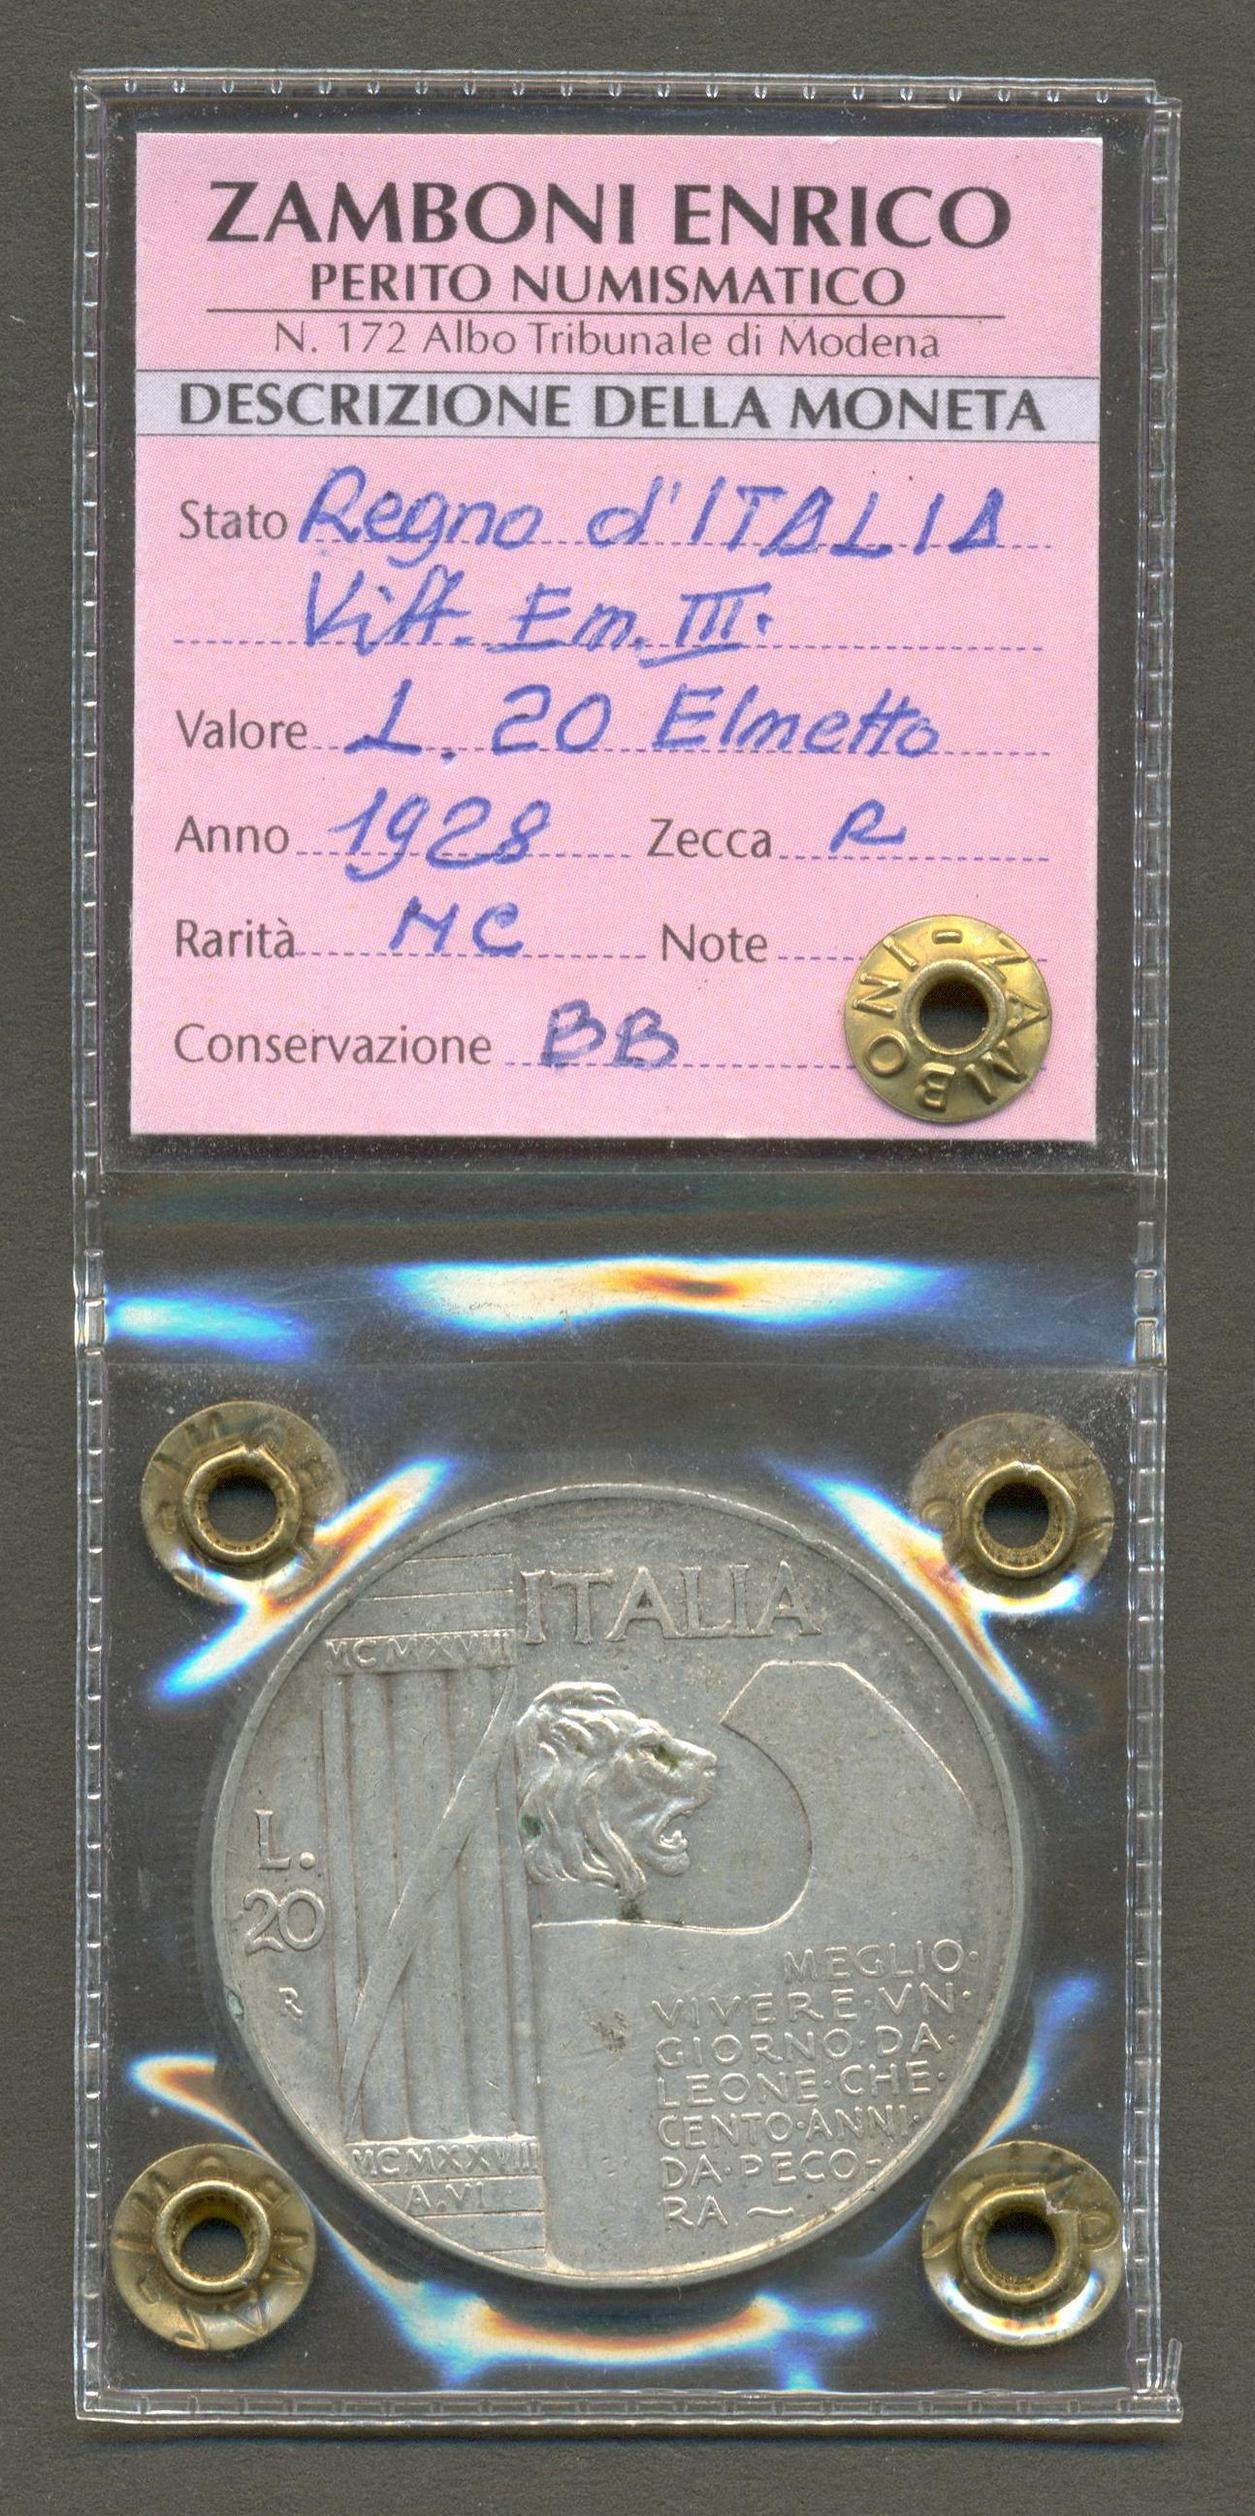 ZAMBONI ENRICO
PERITO NUMISMATICO
N. 172 Albo Tribunale di Modena
DESCRIZIONE DELLA MONETA
Stato Regno d'ITALIA
Vitt. Em. III.
Valore L. 20 Elmetto
Anno 1928 Zecca R
Rarità NC Note
Conservazione BB
ZAMBONI -
ITALIA
MCMXVIII
L.
20
R
MEGLIO·
VIVERE·VN·
GIORNO·DA·
LEONE·CHE·
CENTO·ANNI·
DA·PECO-
RA ~
MCMXXVIII
A.VI